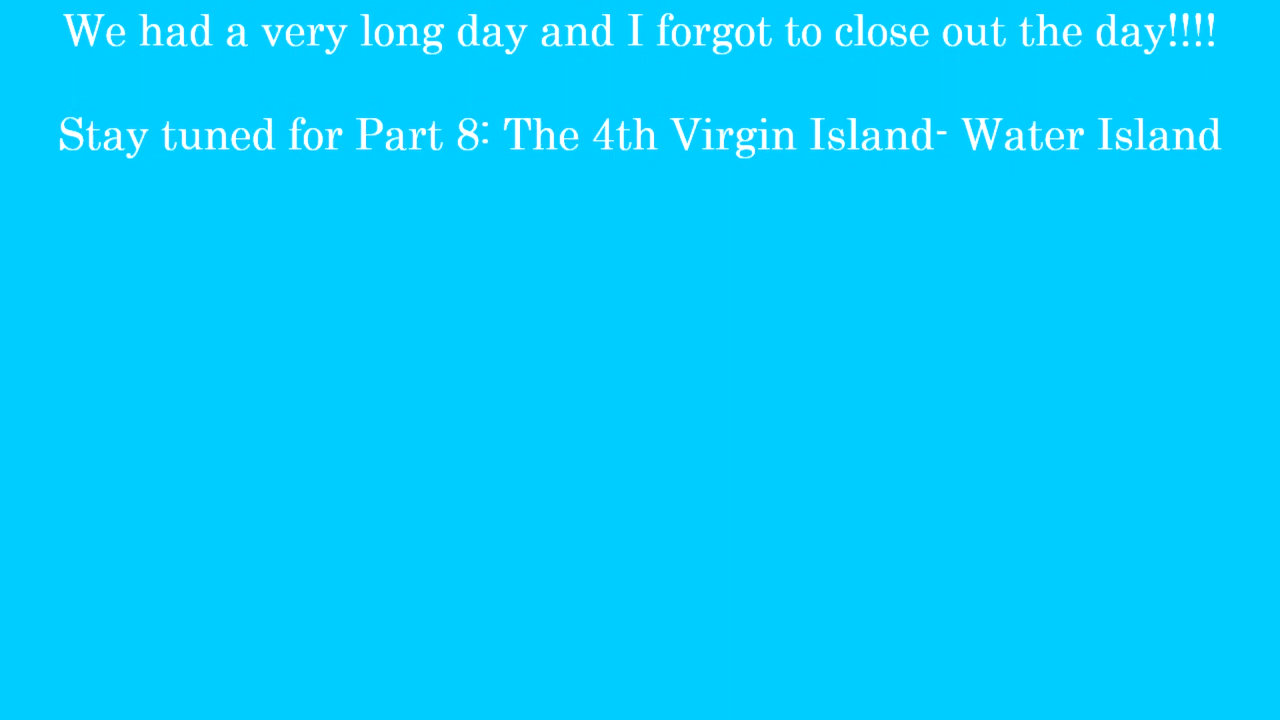 We had a very long day and I forgot to close out the day!!!!
Stay tuned for Part 8: The 4th Virgin Island- Water Island